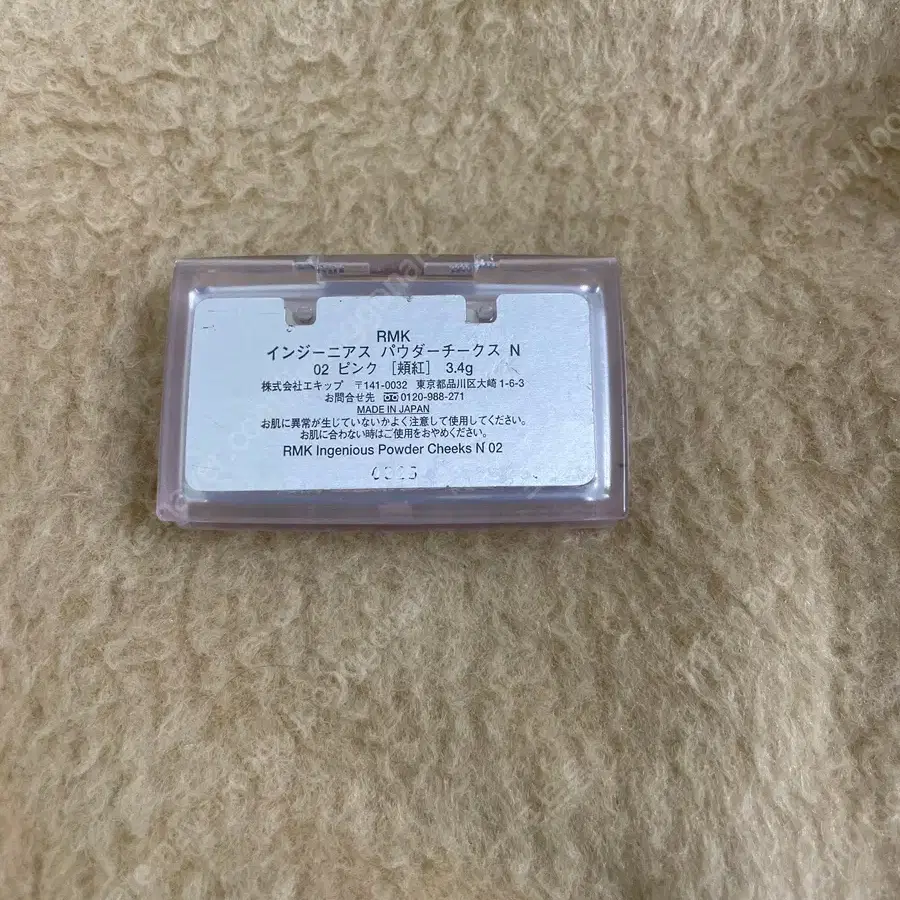 RMK
インジーニアス パウダーチークス N
02 ピンク ［頬紅］ 3.4g
株式会社エキップ 〒141-0032 東京都品川区大崎 1-6-3
お問合せ先 0120-988-271
MADE IN JAPAN
お肌に異常が生じていないかよく注意して使用してください。
お肌に合わない時はご使用をおやめください。
RMK Ingenious Powder Cheeks N 02